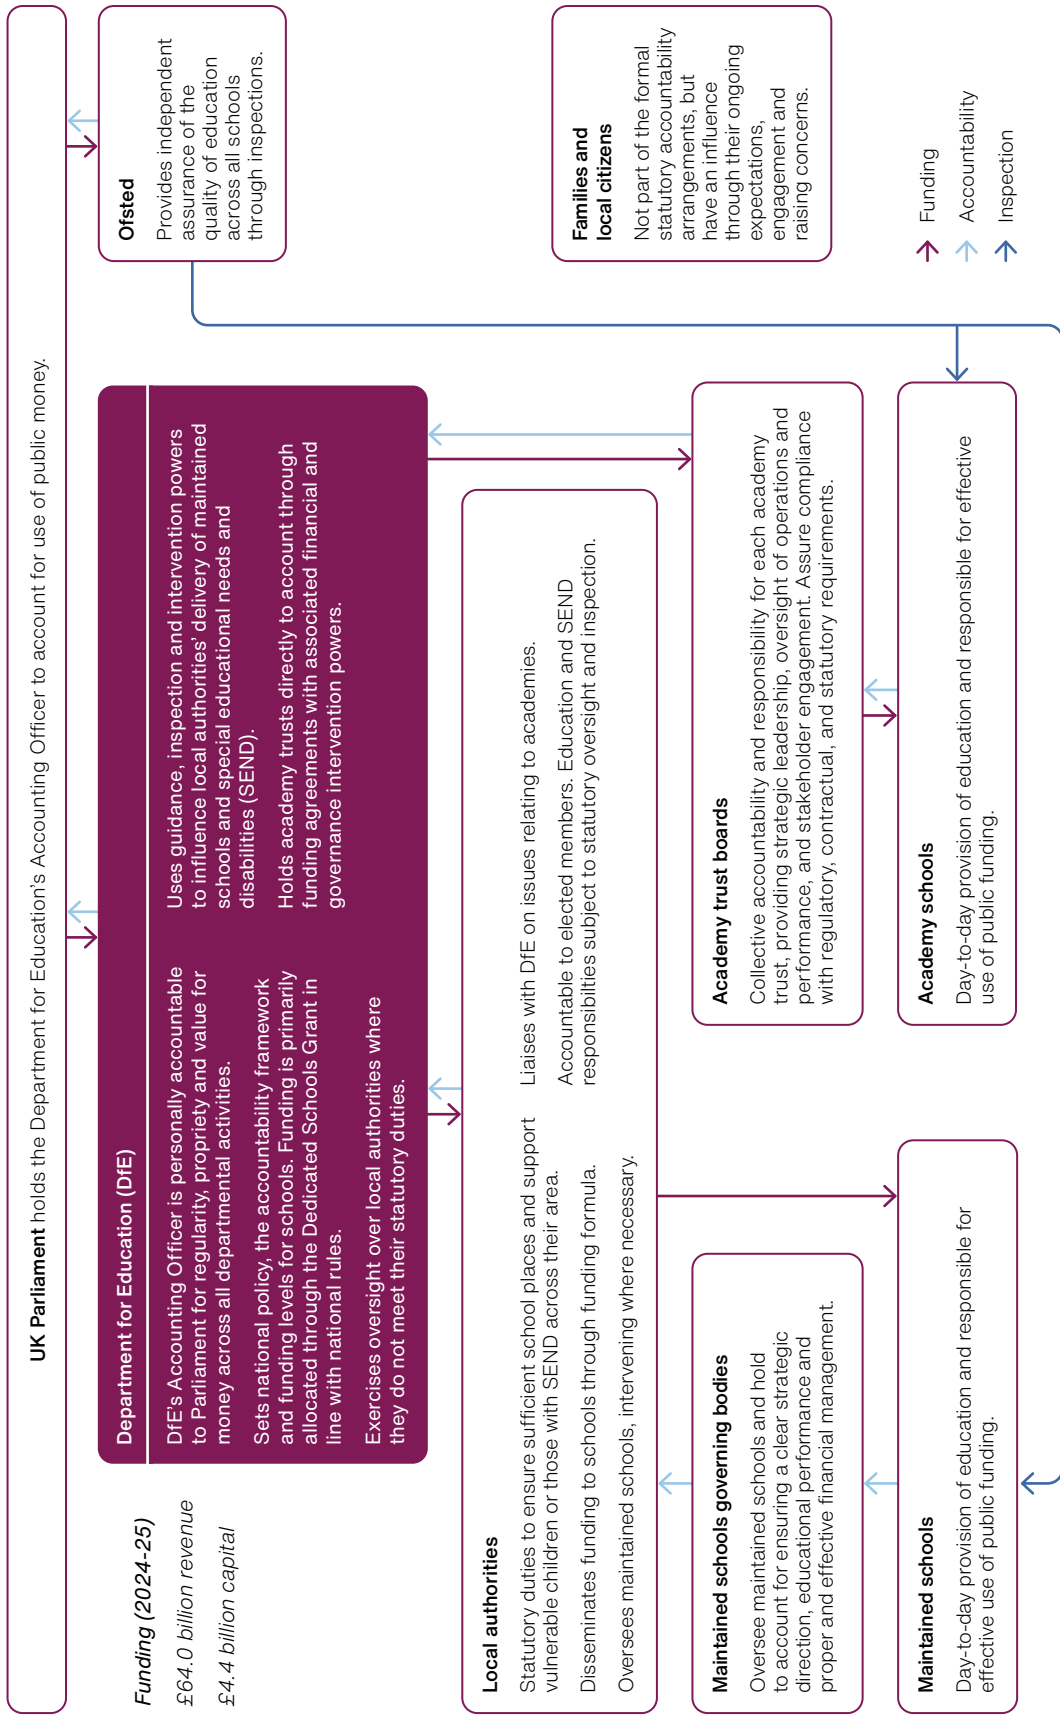 UK Parliament holds the Department for Education’s Accounting Officer to account for use of public money.
Funding (2024-25)
£64.0 billion revenue
£4.4 billion capital
Department for Education (DfE)
DfE’s Accounting Officer is personally accountable
to Parliament for regularity, propriety and value for
money across all departmental activities.
Sets national policy, the accountability framework
and funding levels for schools. Funding is primarily
allocated through the Dedicated Schools Grant in
line with national rules.
Exercises oversight over local authorities where
they do not meet their statutory duties.
Uses guidance, inspection and intervention powers
to influence local authorities’ delivery of maintained
schools and special educational needs and
disabilities (SEND).
Holds academy trusts directly to account through
funding agreements with associated financial and
governance intervention powers.
Ofsted
Provides independent
assurance of the
quality of education
across all schools
through inspections.
Local authorities
Statutory duties to ensure sufficient school places and support
vulnerable children or those with SEND across their area.
Disseminates funding to schools through funding formula.
Oversees maintained schools, intervening where necessary.
Liaises with DfE on issues relating to academies.
Accountable to elected members. Education and SEND
responsibilities subject to statutory oversight and inspection.
Families and
local citizens
Not part of the formal
statutory accountability
arrangements, but
have an influence
through their ongoing
expectations,
engagement and
raising concerns.
Maintained schools governing bodies
Oversee maintained schools and hold
to account for ensuring a clear strategic
direction, educational performance and
proper and effective financial management.
Academy trust boards
Collective accountability and responsibility for each academy
trust, providing strategic leadership, oversight of operations and
performance, and stakeholder engagement. Assure compliance
with regulatory, contractual, and statutory requirements.
Maintained schools
Day-to-day provision of education and responsible for
effective use of public funding.
Academy schools
Day-to-day provision of education and responsible for effective
use of public funding.
Funding
Accountability
Inspection